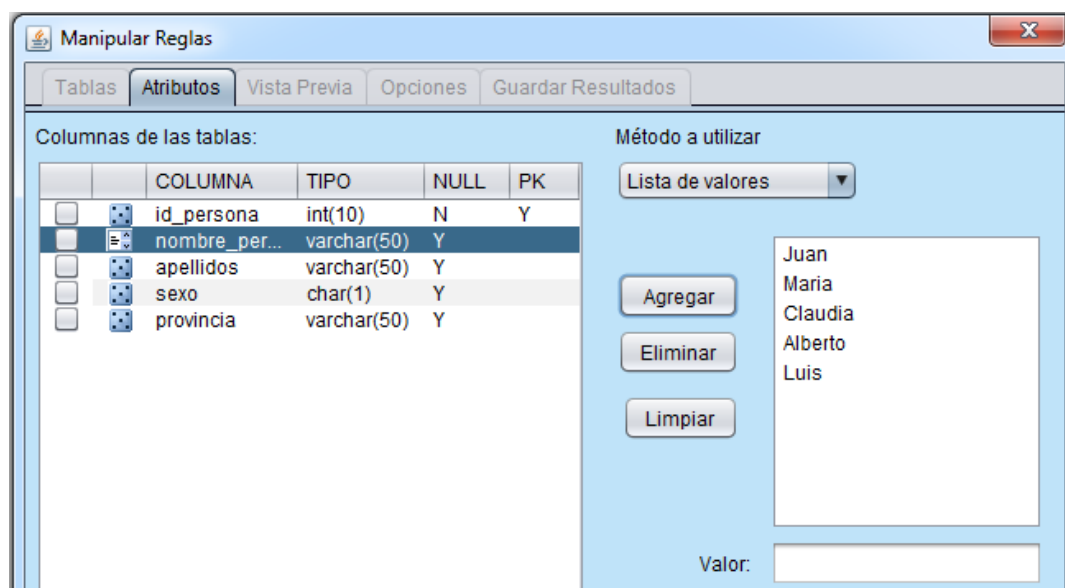 Manipular Reglas
Tablas Atributos Vista Previa Opciones Guardar Resultados
Columnas de las tablas:
COLUMNA TIPO NULL PK
id_persona int(10) N Y
nombre_per... varchar(50) Y
apellidos varchar(50) Y
sexo char(1) Y
provincia varchar(50) Y
Método a utilizar
Lista de valores
Agregar
Eliminar
Limpiar
Juan
Maria
Claudia
Alberto
Luis
Valor: